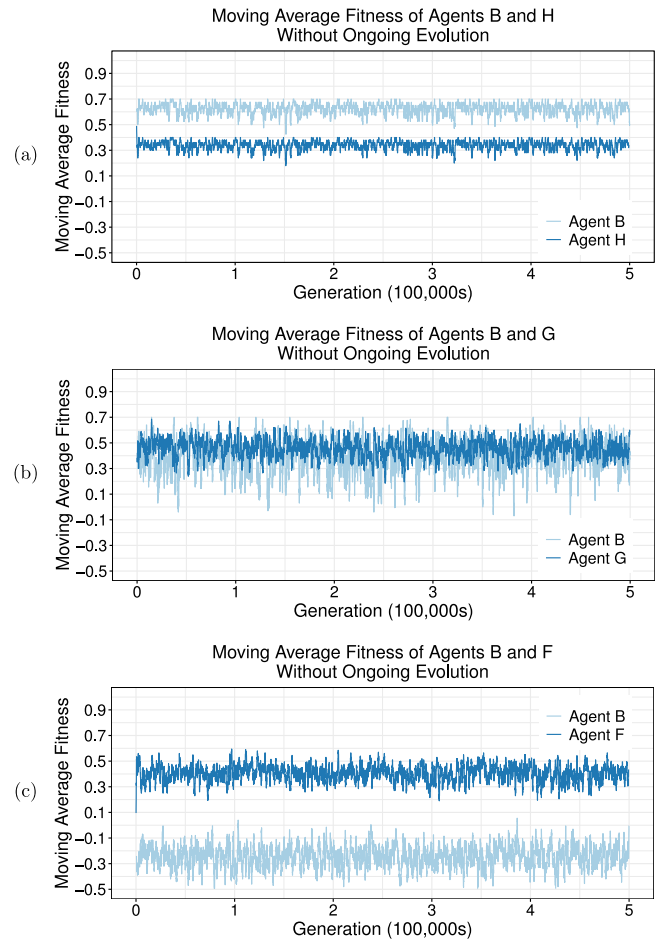 Moving Average Fitness of Agents B and H
Without Ongoing Evolution
(a)
Moving Average Fitness
0.9
0.7
0.5
0.3
0.1
−0.1
−0.3
−0.5
Agent B
Agent H
0 1 2 3 4 5
Generation (100,000s)
Moving Average Fitness of Agents B and G
Without Ongoing Evolution
(b)
Moving Average Fitness
0.9
0.7
0.5
0.3
0.1
−0.1
−0.3
−0.5
Agent B
Agent G
0 1 2 3 4 5
Generation (100,000s)
Moving Average Fitness of Agents B and F
Without Ongoing Evolution
(c)
Moving Average Fitness
0.9
0.7
0.5
0.3
0.1
−0.1
−0.3
−0.5
Agent B
Agent F
0 1 2 3 4 5
Generation (100,000s)